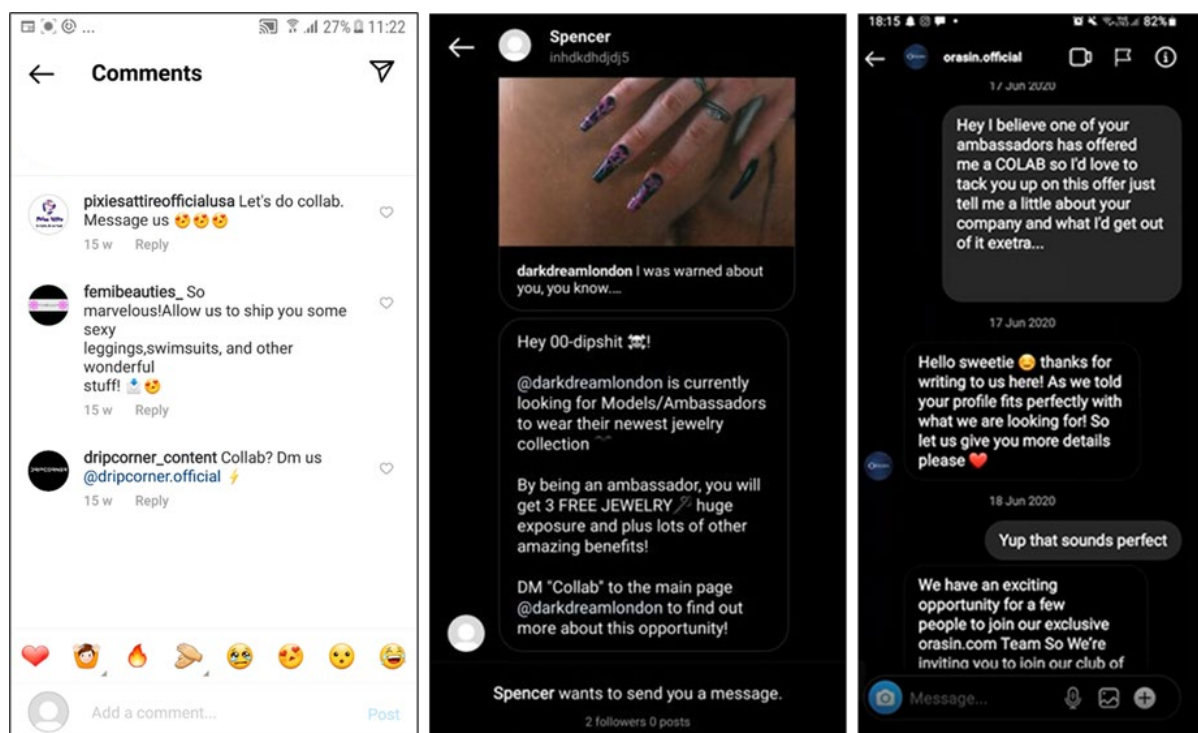 ... 27% 11:22
Comments
pixiesattireofficialusa Let's do collab.
Message us 😍😍😍
15 w Reply
femibeauties_ So
marvelous!Allow us to ship you some
sexy
leggings,swimsuits, and other
wonderful
stuff! 📩😍
15 w Reply
dripcorner_content Collab? Dm us
@dripcorner.official ⚡
15 w Reply
Add a comment... Post
Spencer
inhdkdhdjdj5
darkdreamlondon I was warned about
you, you know....
Hey 00-dipshit ☠️!
@darkdreamlondon is currently
looking for Models/Ambassadors
to wear their newest jewelry
collection
By being an ambassador, you will
get 3 FREE JEWELRY huge
exposure and plus lots of other
amazing benefits!
DM "Collab" to the main page
@darkdreamlondon to find out
more about this opportunity!
Spencer wants to send you a message.
2 followers 0 posts
18:15 82%
orasin.official
17 Jun 2020
Hey I believe one of your
ambassadors has offered
me a COLAB so I'd love to
tack you up on this offer just
tell me a little about your
company and what I'd get out
of it exetra...
17 Jun 2020
Hello sweetie 😊 thanks for
writing to us here! As we told
your profile fits perfectly with
what we are looking for! So
let us give you more details
please ❤️
18 Jun 2020
Yup that sounds perfect
We have an exciting
opportunity for a few
people to join our exclusive
orasin.com Team So We're
inviting you to join our club of
Message...